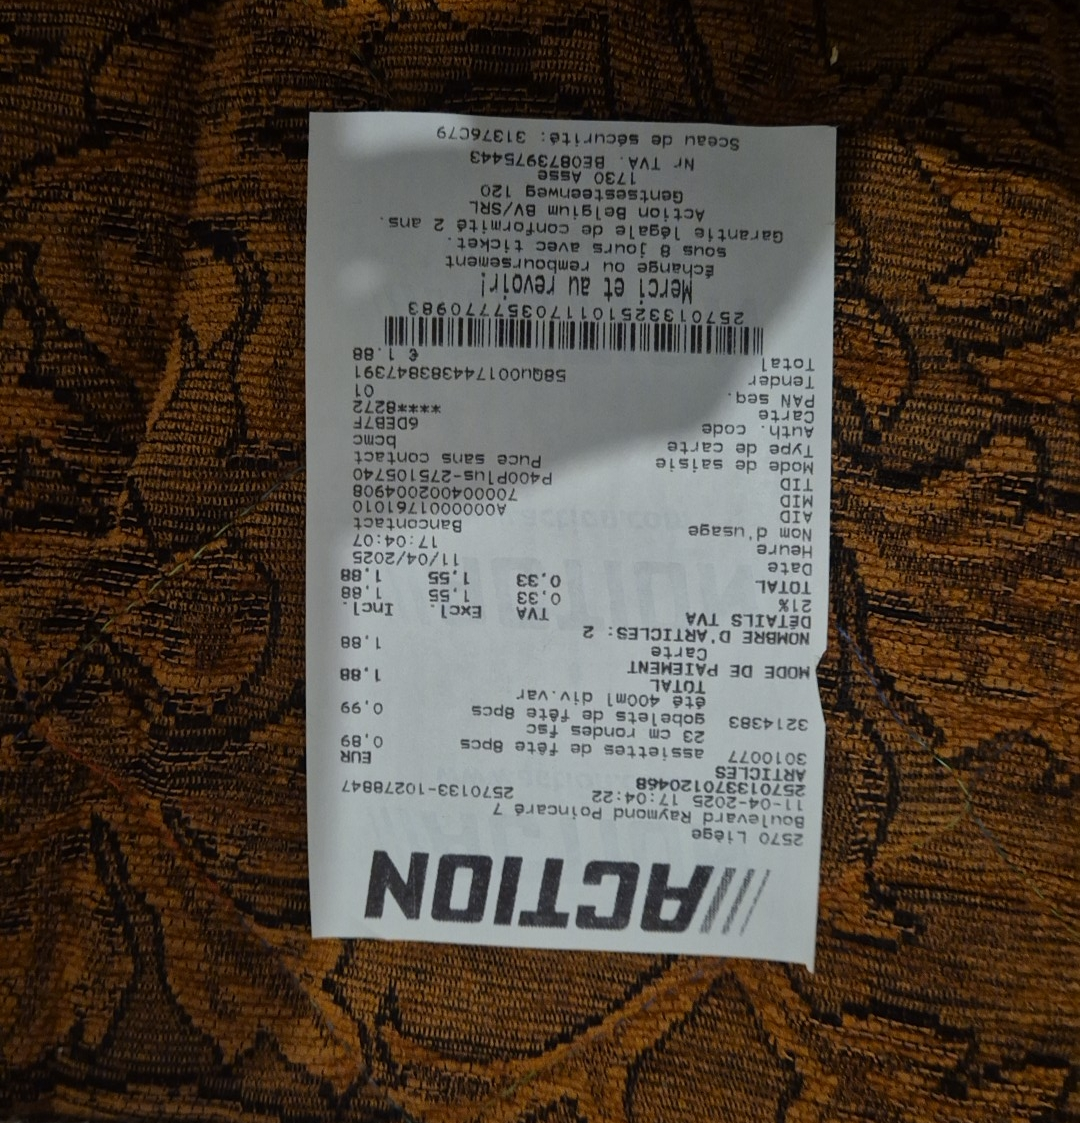 ///ACTION
2570 Liège
Boulevard Raymond Poincaré 7
11-04-2025 17:04:22 2570133-10278847
257013370120468
ARTICLES EUR
3010077 assiettes de fête 8pcs 0,89
23 cm rondes fsc
3214383 gobelets de fête 8pcs 0,99
été 400ml div.var
TOTAL 1,88
MODE DE PAIEMENT
Carte 1,88
NOMBRE D'ARTICLES: 2
DÉTAILS TVA
TVA Excl. Incl.
21% 0,33 1,55 1,88
TOTAL 0,33 1,55 1,88
Date 11/04/2025
Heure 17:04:07
Nom d'usage Bancontact
AID A0000001761010
MID 700004002004908
TID P400Plus-275105740
Mode de saisie Puce sans contact
Type de carte bcmc
Auth. code 6DEB7F
Carte ****8272
PAN seq. 01
Tender 58Qu001744383847391
Total € 1.88
2570133251011703577770983
Merci et au revoir!
Échange ou remboursement
sous 8 jours avec ticket.
Garantie légale de conformité 2 ans.
Action Belgium BV/SRL
Gentsesteenweg 120
1730 Asse
Nr TVA. BE0873975443
Sceau de sécurité: 31376C79